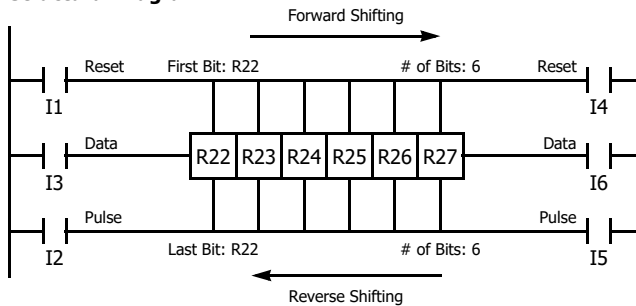 Forward Shifting
Reset First Bit: R22 # of Bits: 6 Reset
I1 I4
Data Data
R22 R23 R24 R25 R26 R27
I3 I6
Pulse Pulse
I2 I5
Last Bit: R22 # of Bits: 6
Reverse Shifting